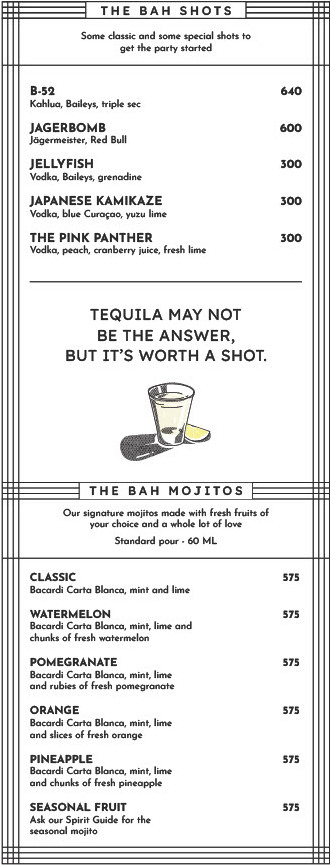 THE BAH SHOTS
Some classic and some special shots to
get the party started
B-52 640
Kahlua, Baileys, triple sec
JAGERBOMB 600
Jägermeister, Red Bull
JELLYFISH 300
Vodka, Baileys, grenadine
JAPANESE KAMIKAZE 300
Vodka, blue Curaçao, yuzu lime
THE PINK PANTHER 300
Vodka, peach, cranberry juice, fresh lime
TEQUILA MAY NOT
BE THE ANSWER,
BUT IT'S WORTH A SHOT.
THE BAH MOJITOS
Our signature mojitos made with fresh fruits of
your choice and a whole lot of love
Standard pour - 60 ML
CLASSIC 575
Bacardi Carta Blanca, mint and lime
WATERMELON 575
Bacardi Carta Blanca, mint, lime and
chunks of fresh watermelon
POMEGRANATE 575
Bacardi Carta Blanca, mint, lime
and rubies of fresh pomegranate
ORANGE 575
Bacardi Carta Blanca, mint, lime
and slices of fresh orange
PINEAPPLE 575
Bacardi Carta Blanca, mint, lime
and chunks of fresh pineapple
SEASONAL FRUIT 575
Ask our Spirit Guide for the
seasonal mojito